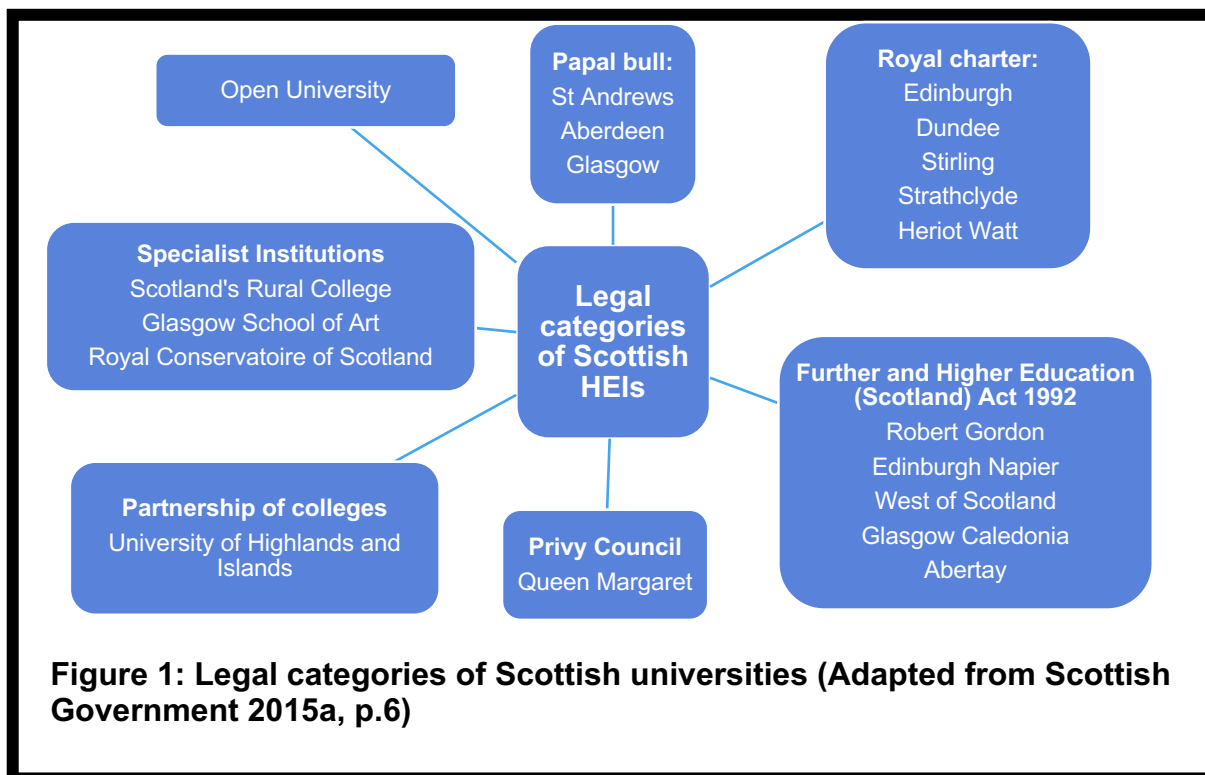 Open University
Papal bull:
St Andrews
Aberdeen
Glasgow
Royal charter:
Edinburgh
Dundee
Stirling
Strathclyde
Heriot Watt
Specialist Institutions
Scotland's Rural College
Glasgow School of Art
Royal Conservatoire of Scotland
Legal
categories
of Scottish
HEIs
Further and Higher Education
(Scotland) Act 1992
Robert Gordon
Edinburgh Napier
West of Scotland
Glasgow Caledonia
Abertay
Partnership of colleges
University of Highlands and
Islands
Privy Council
Queen Margaret
Figure 1: Legal categories of Scottish universities (Adapted from Scottish
Government 2015a, p.6)